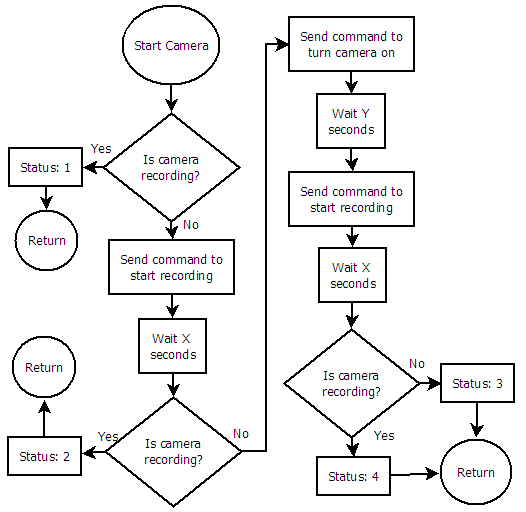 Start Camera
Is camera
recording?
Yes
Status: 1
Return
No
Send command to
start recording
Wait X
seconds
Is camera
recording?
Yes
Status: 2
Return
No
Send command to
turn camera on
Wait Y
seconds
Send command to
start recording
Wait X
seconds
Is camera
recording?
No
Status: 3
Yes
Status: 4
Return